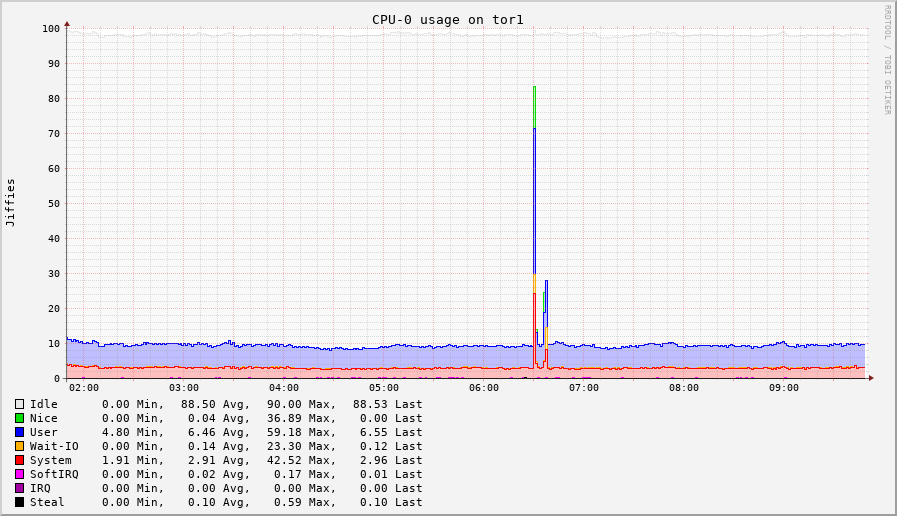 CPU-0 usage on tor1
RRDTOOL / TOBI OETIKER
Jiffies
100
90
80
70
60
50
40
30
20
10
0
02:00 03:00 04:00 05:00 06:00 07:00 08:00 09:00
Idle 0.00 Min, 88.50 Avg, 90.00 Max, 88.53 Last
Nice 0.00 Min, 0.04 Avg, 36.89 Max, 0.00 Last
User 4.80 Min, 6.46 Avg, 59.18 Max, 6.55 Last
Wait-IO 0.00 Min, 0.14 Avg, 23.30 Max, 0.12 Last
System 1.91 Min, 2.91 Avg, 42.52 Max, 2.96 Last
SoftIRQ 0.00 Min, 0.02 Avg, 0.17 Max, 0.01 Last
IRQ 0.00 Min, 0.00 Avg, 0.00 Max, 0.00 Last
Steal 0.00 Min, 0.10 Avg, 0.59 Max, 0.10 Last